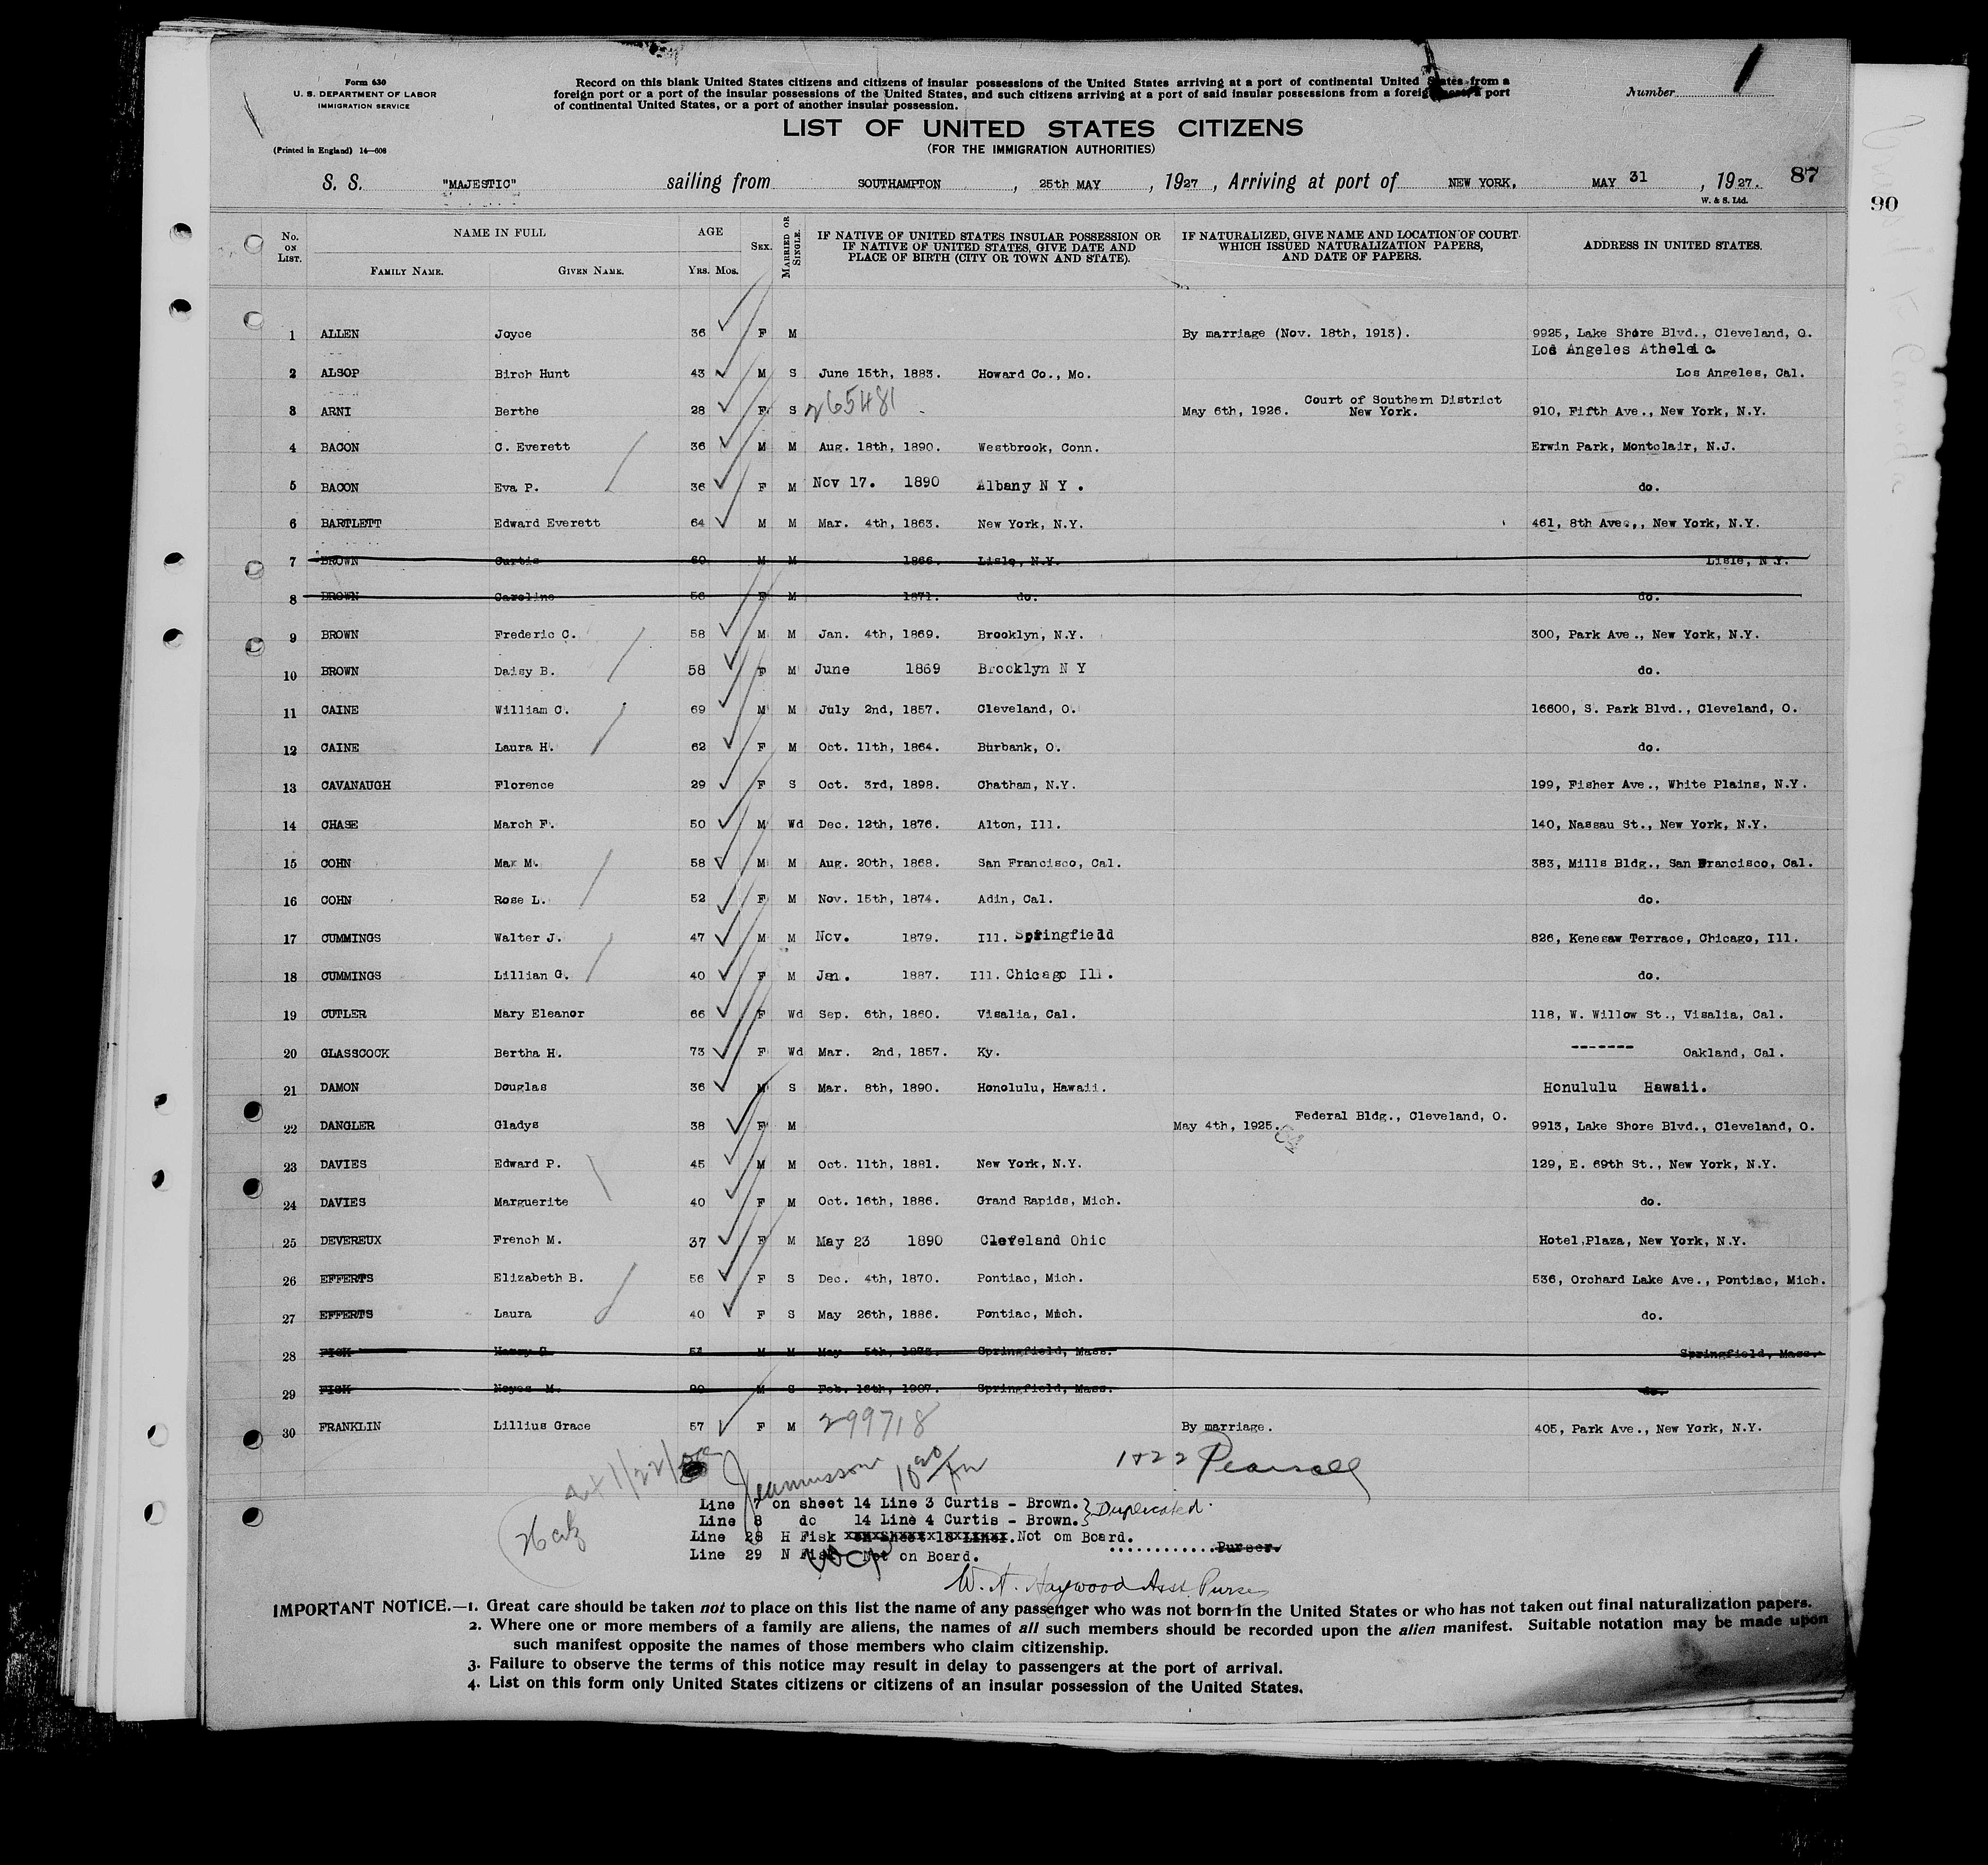 Form 630
U. S. DEPARTMENT OF LABOR
IMMIGRATION SERVICE
(Printed in England) 14—608
Record on this blank United States citizens and citizens of insular possessions of the United States arriving at a port of continental United States from a
foreign port or a port of the insular possessions of the United States, and such citizens arriving at a port of said insular possessions from a foreign port, a port
of continental United States, or a port of another insular possession.
Number 1
LIST OF UNITED STATES CITIZENS
(FOR THE IMMIGRATION AUTHORITIES)
S. S. "MAJESTIC" sailing from SOUTHAMPTON, 25th MAY, 1927, Arriving at port of NEW YORK, MAY 31, 1927. 87
W. & S. Ltd.
90
No. ON LIST. NAME IN FULL FAMILY NAME. GIVEN NAME. AGE YRS. MOS. SEX. MARRIED OR SINGLE. IF NATIVE OF UNITED STATES INSULAR POSSESSION OR IF NATIVE OF UNITED STATES, GIVE DATE AND PLACE OF BIRTH (CITY OR TOWN AND STATE). IF NATURALIZED, GIVE NAME AND LOCATION OF COURT WHICH ISSUED NATURALIZATION PAPERS, AND DATE OF PAPERS. ADDRESS IN UNITED STATES.
1 ALLEN Joyce 36 F M By marriage (Nov. 18th, 1913). 9925, Lake Shore Blvd., Cleveland, O.
Los Angeles Atheleic.
2 ALSOP Birch Hunt 43 M S June 15th, 1883. Howard Co., Mo. Los Angeles, Cal.
3 ARNI Berthe 28 F S 265481 May 6th, 1926. Court of Southern District New York. 910, Fifth Ave., New York, N.Y.
4 BACON C. Everett 36 M M Aug. 18th, 1890. Westbrook, Conn. Erwin Park, Montclair, N.J.
5 BACON Eva P. 36 F M Nov 17. 1890 Albany N Y . do.
6 BARTLETT Edward Everett 64 M M Mar. 4th, 1863. New York, N.Y. 461, 8th Ave., New York, N.Y.
7 BROWN Curtis 60 M M 1866. Lisle, N.Y. Lisle, N Y.
8 BROWN Caroline 56 F M 1871. do. do.
9 BROWN Frederic C. 58 M M Jan. 4th, 1869. Brooklyn, N.Y. 300, Park Ave., New York, N.Y.
10 BROWN Daisy B. 58 F M June 1869 Brooklyn N Y do.
11 CAINE William C. 69 M M July 2nd, 1857. Cleveland, O. 16600, S. Park Blvd., Cleveland, O.
12 CAINE Laura H. 62 F M Oct. 11th, 1864. Burbank, O. do.
13 CAVANAUGH Florence 29 F S Oct. 3rd, 1898. Chatham, N.Y. 199, Fisher Ave., White Plains, N.Y.
14 CHASE March F. 50 M Wd Dec. 12th, 1876. Alton, Ill. 140, Nassau St., New York, N.Y.
15 COHN Max M. 58 M M Aug. 20th, 1868. San Francisco, Cal. 383, Mills Bldg., San Francisco, Cal.
16 COHN Rose L. 52 F M Nov. 15th, 1874. Adin, Cal. do.
17 CUMMINGS Walter J. 47 M M Nov. 1879. Ill. Springfield 826, Kenesaw Terrace, Chicago, Ill.
18 CUMMINGS Lillian G. 40 F M Jan. 1887. Ill. Chicago Ill. do.
19 CUTLER Mary Eleanor 66 F Wd Sep. 6th, 1860. Visalia, Cal. 118, W. Willow St., Visalia, Cal.
20 GLASSCOCK Bertha H. 73 F Wd Mar. 2nd, 1857. Ky. ------- Oakland, Cal.
21 DAMON Douglas 36 M S Mar. 8th, 1890. Honolulu, Hawaii. Honululu Hawaii.
22 DANGLER Gladys 38 F M May 4th, 1925. Federal Bldg., Cleveland, O. 9913, Lake Shore Blvd., Cleveland, O.
23 DAVIES Edward P. 45 M M Oct. 11th, 1881. New York, N.Y. 129, E. 69th St., New York, N.Y.
24 DAVIES Marguerite 40 F M Oct. 16th, 1886. Grand Rapids, Mich. do.
25 DEVEREUX French M. 37 F M May 23 1890 Cleveland Ohio Hotel,Plaza, New York, N.Y.
26 EFFERTS Elizabeth B. 56 F S Dec. 4th, 1870. Pontiac, Mich. 536, Orchard Lake Ave., Pontiac, Mich.
27 EFFERTS Laura 40 F S May 26th, 1886. Pontiac, Mich. do.
28 FISK Harry G. 53 M M May 5th, 1873. Springfield, Mass. Springfield, Mass.
29 FISK Noyes M. 20 M S Feb. 16th, 1907. Springfield, Mass. do.
30 FRANKLIN Lillius Grace 57 F M 299718 By marriage. 405, Park Ave., New York, N.Y.
1822 Pearsall
Line 7 on sheet 14 Line 3 Curtis - Brown. } Duplicated.
Line 8 do 14 Line 4 Curtis - Brown. }
Line 28 H Fisk Not om Board.
Line 29 N Fisk Not on Board. ............Purser.
W. A. Haywood Asst Purser
IMPORTANT NOTICE.—1. Great care should be taken not to place on this list the name of any passenger who was not born in the United States or who has not taken out final naturalization papers.
2. Where one or more members of a family are aliens, the names of all such members should be recorded upon the alien manifest. Suitable notation may be made upon
such manifest opposite the names of those members who claim citizenship.
3. Failure to observe the terms of this notice may result in delay to passengers at the port of arrival.
4. List on this form only United States citizens or citizens of an insular possession of the United States.